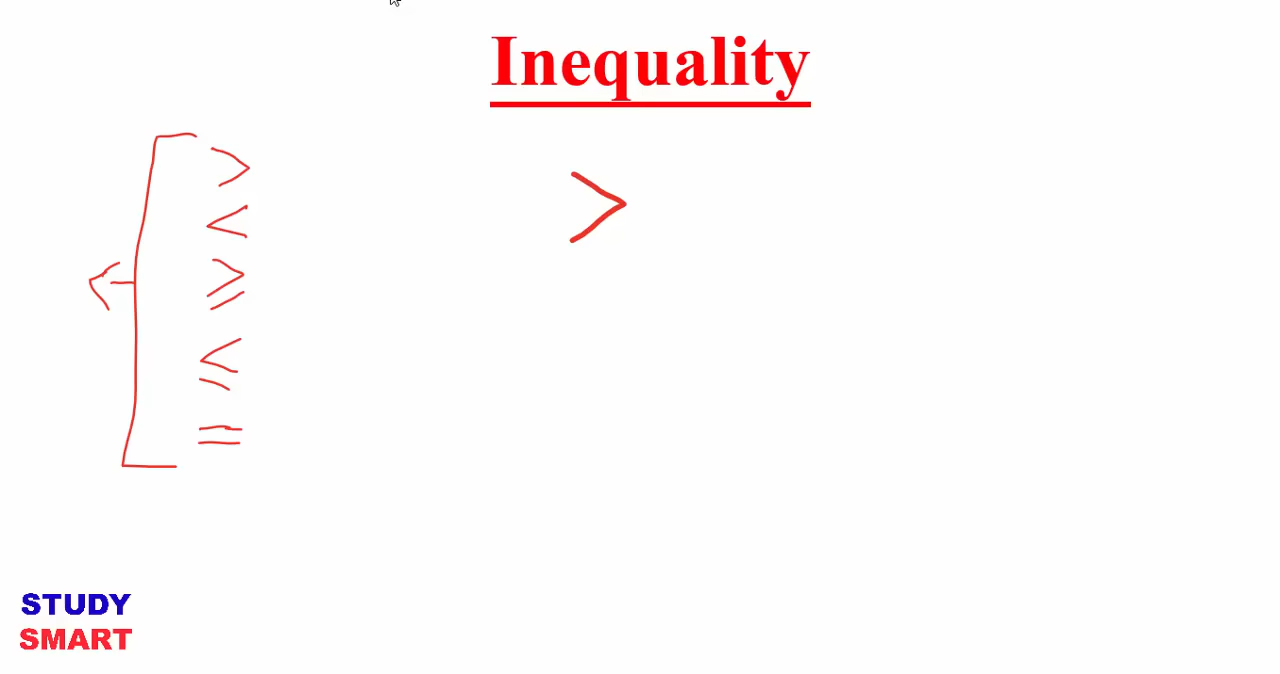 Inequality
>
<
≥
≤
=
>
STUDY
SMART